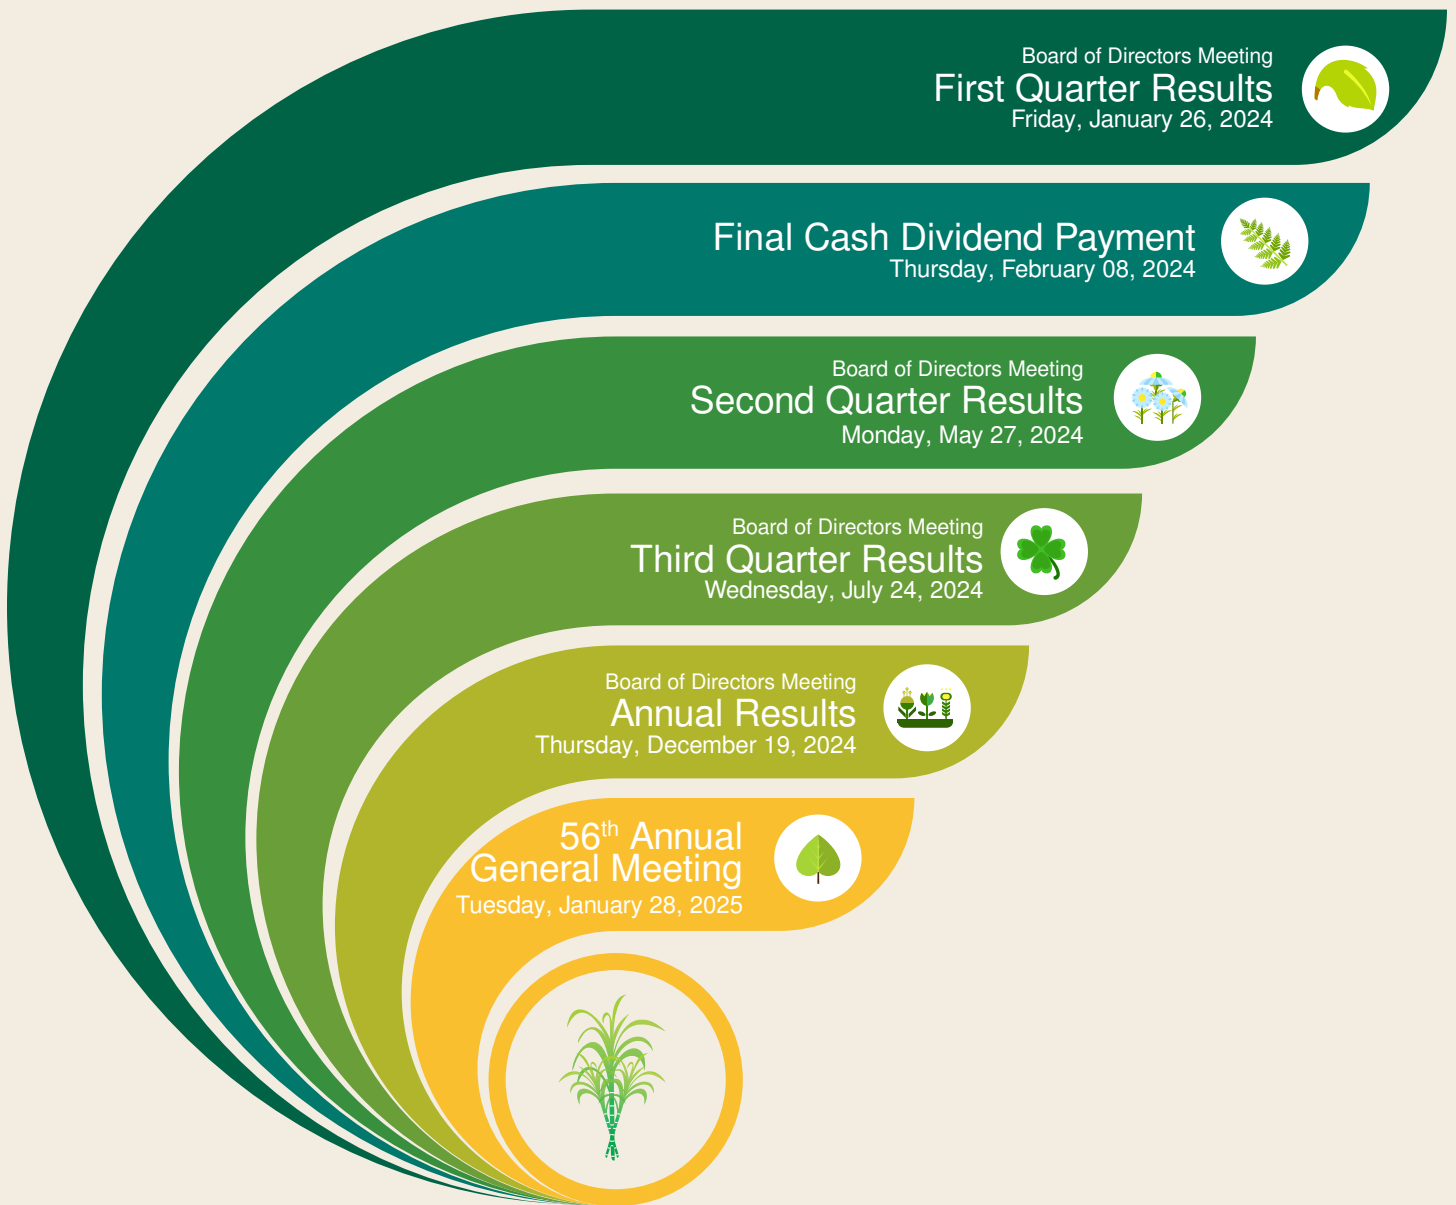 Board of Directors Meeting
First Quarter Results
Friday, January 26, 2024
Final Cash Dividend Payment
Thursday, February 08, 2024
Board of Directors Meeting
Second Quarter Results
Monday, May 27, 2024
Board of Directors Meeting
Third Quarter Results
Wednesday, July 24, 2024
Board of Directors Meeting
Annual Results
Thursday, December 19, 2024
56th Annual
General Meeting
Tuesday, January 28, 2025